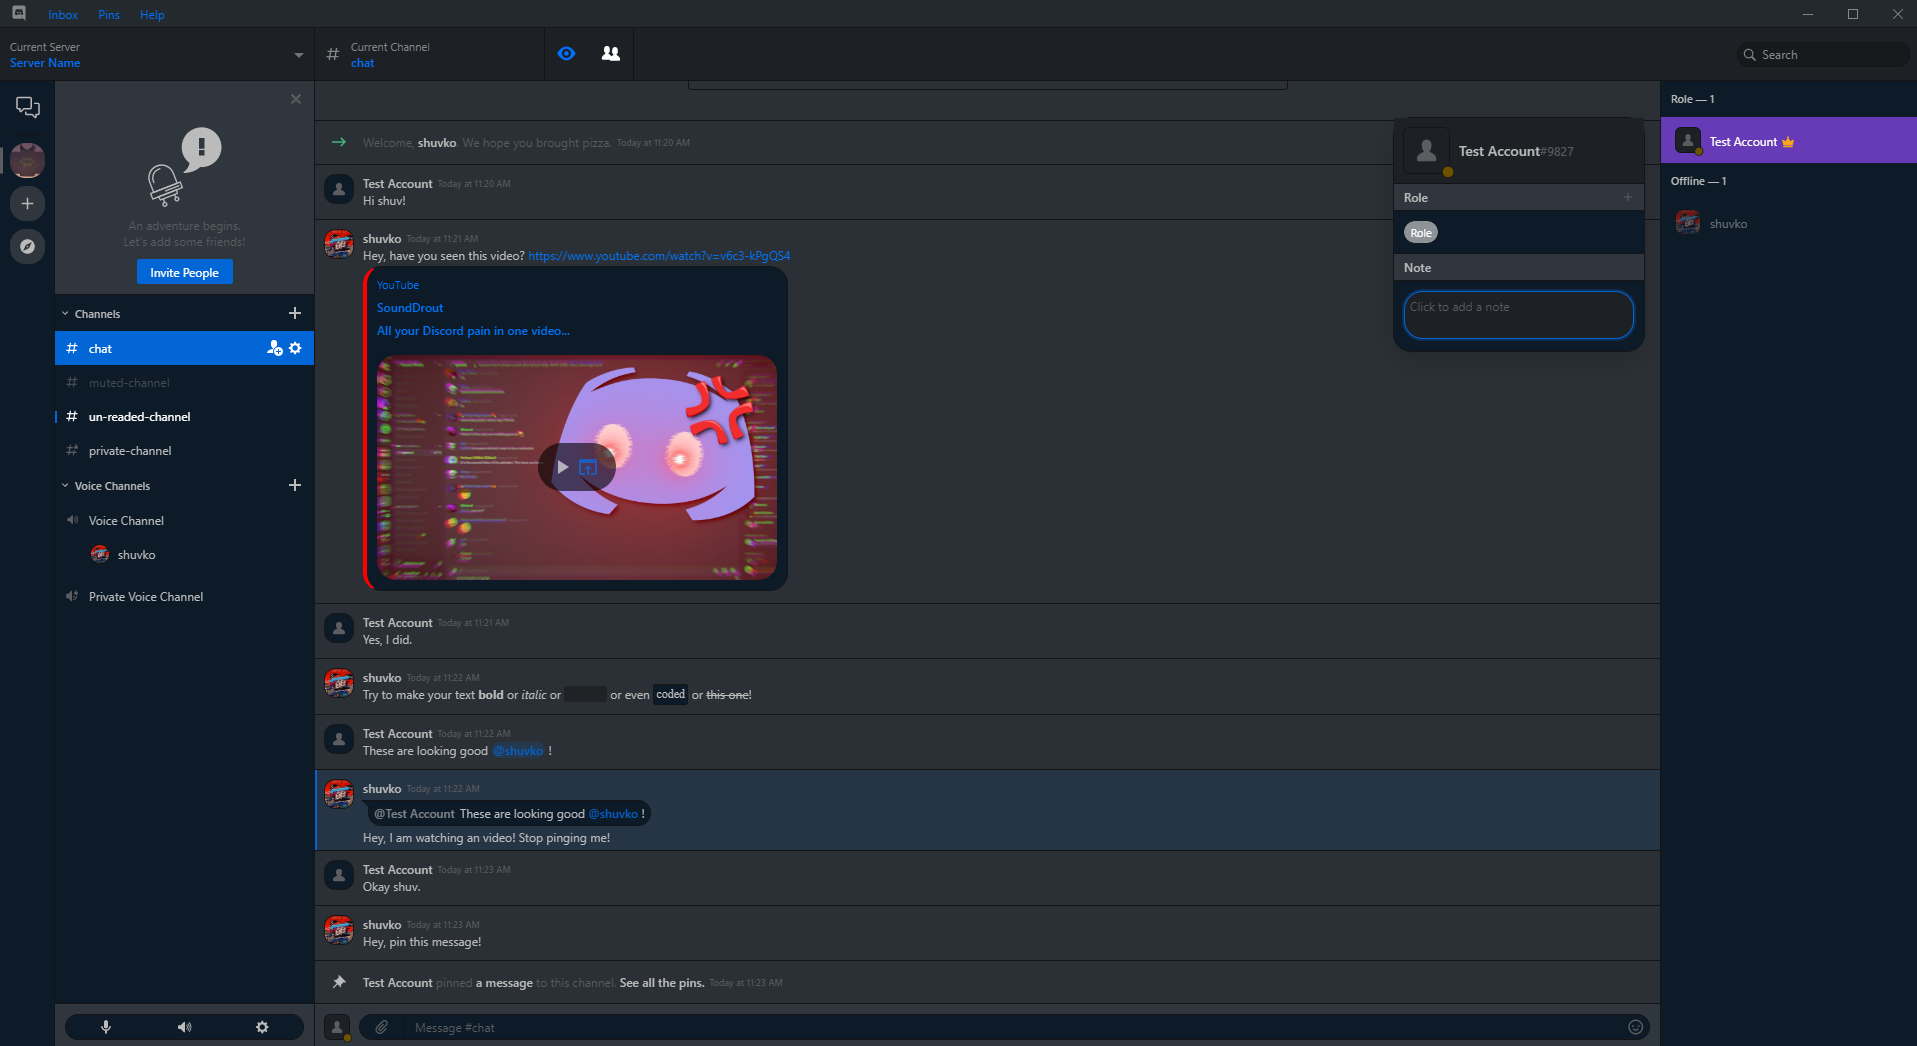 Inbox Pins Help
Current Server
Server Name
Current Channel
chat
Search
An adventure begins.
Let's add some friends!
Invite People
Channels
chat
muted-channel
un-readed-channel
private-channel
Voice Channels
Voice Channel
shuvko
Private Voice Channel
Welcome, shuvko. We hope you brought pizza. Today at 11:20 AM
Test Account Today at 11:20 AM
Hi shuv!
shuvko Today at 11:21 AM
Hey, have you seen this video? https://www.youtube.com/watch?v=v6c3-kPgQS4
YouTube
SoundDrout
All your Discord pain in one video...
Test Account Today at 11:21 AM
Yes, I did.
shuvko Today at 11:22 AM
Try to make your text bold or italic or or even coded or this one!
Test Account Today at 11:22 AM
These are looking good @shuvko !
shuvko Today at 11:22 AM
@Test Account These are looking good @shuvko !
Hey, I am watching an video! Stop pinging me!
Test Account Today at 11:23 AM
Okay shuv.
shuvko Today at 11:23 AM
Hey, pin this message!
Test Account pinned a message to this channel. See all the pins. Today at 11:23 AM
Message #chat
Test Account#9827
Role
Role
Note
Click to add a note
Role — 1
Test Account
Offline — 1
shuvko